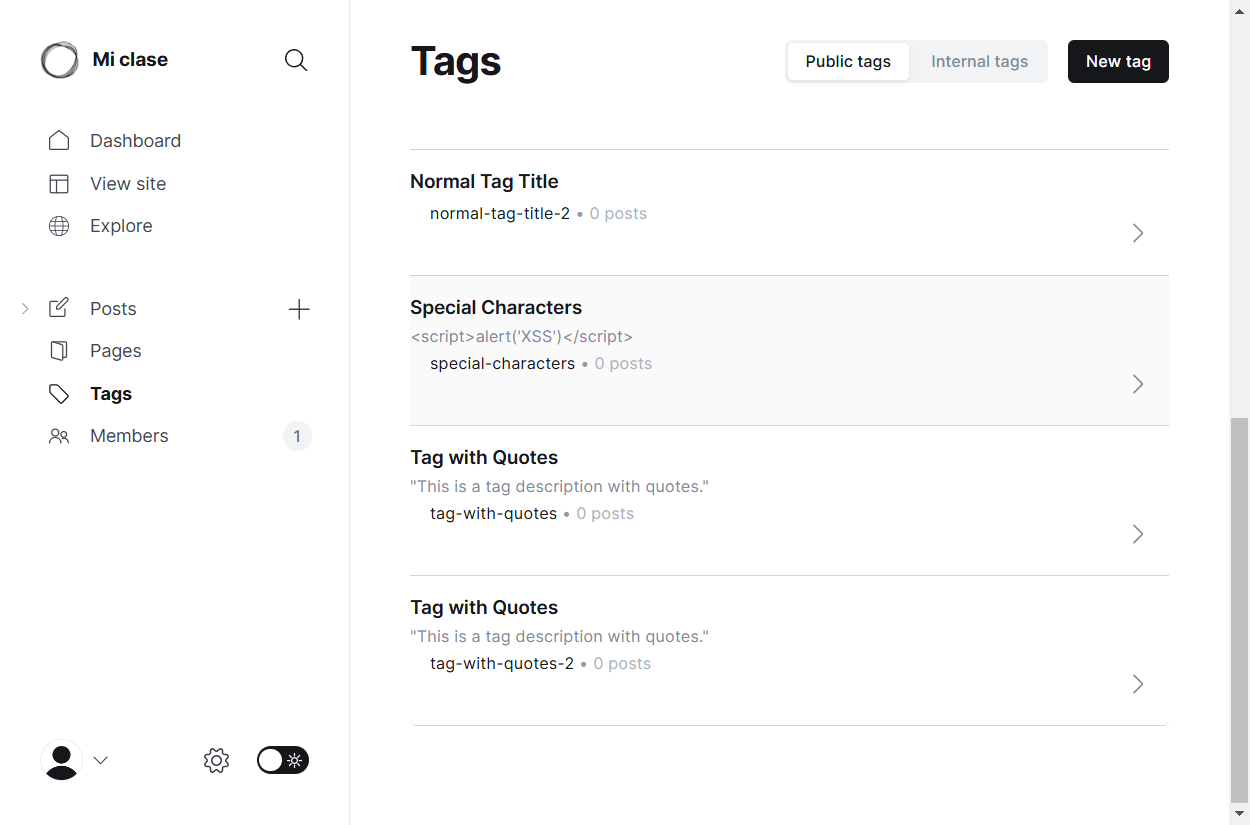 Mi clase
Dashboard
View site
Explore
Posts
Pages
Tags
Members
1
Tags
Public tags
Internal tags
New tag
Normal Tag Title
normal-tag-title-2 • 0 posts
Special Characters
<script>alert('XSS')</script>
special-characters • 0 posts
Tag with Quotes
"This is a tag description with quotes."
tag-with-quotes • 0 posts
Tag with Quotes
"This is a tag description with quotes."
tag-with-quotes-2 • 0 posts